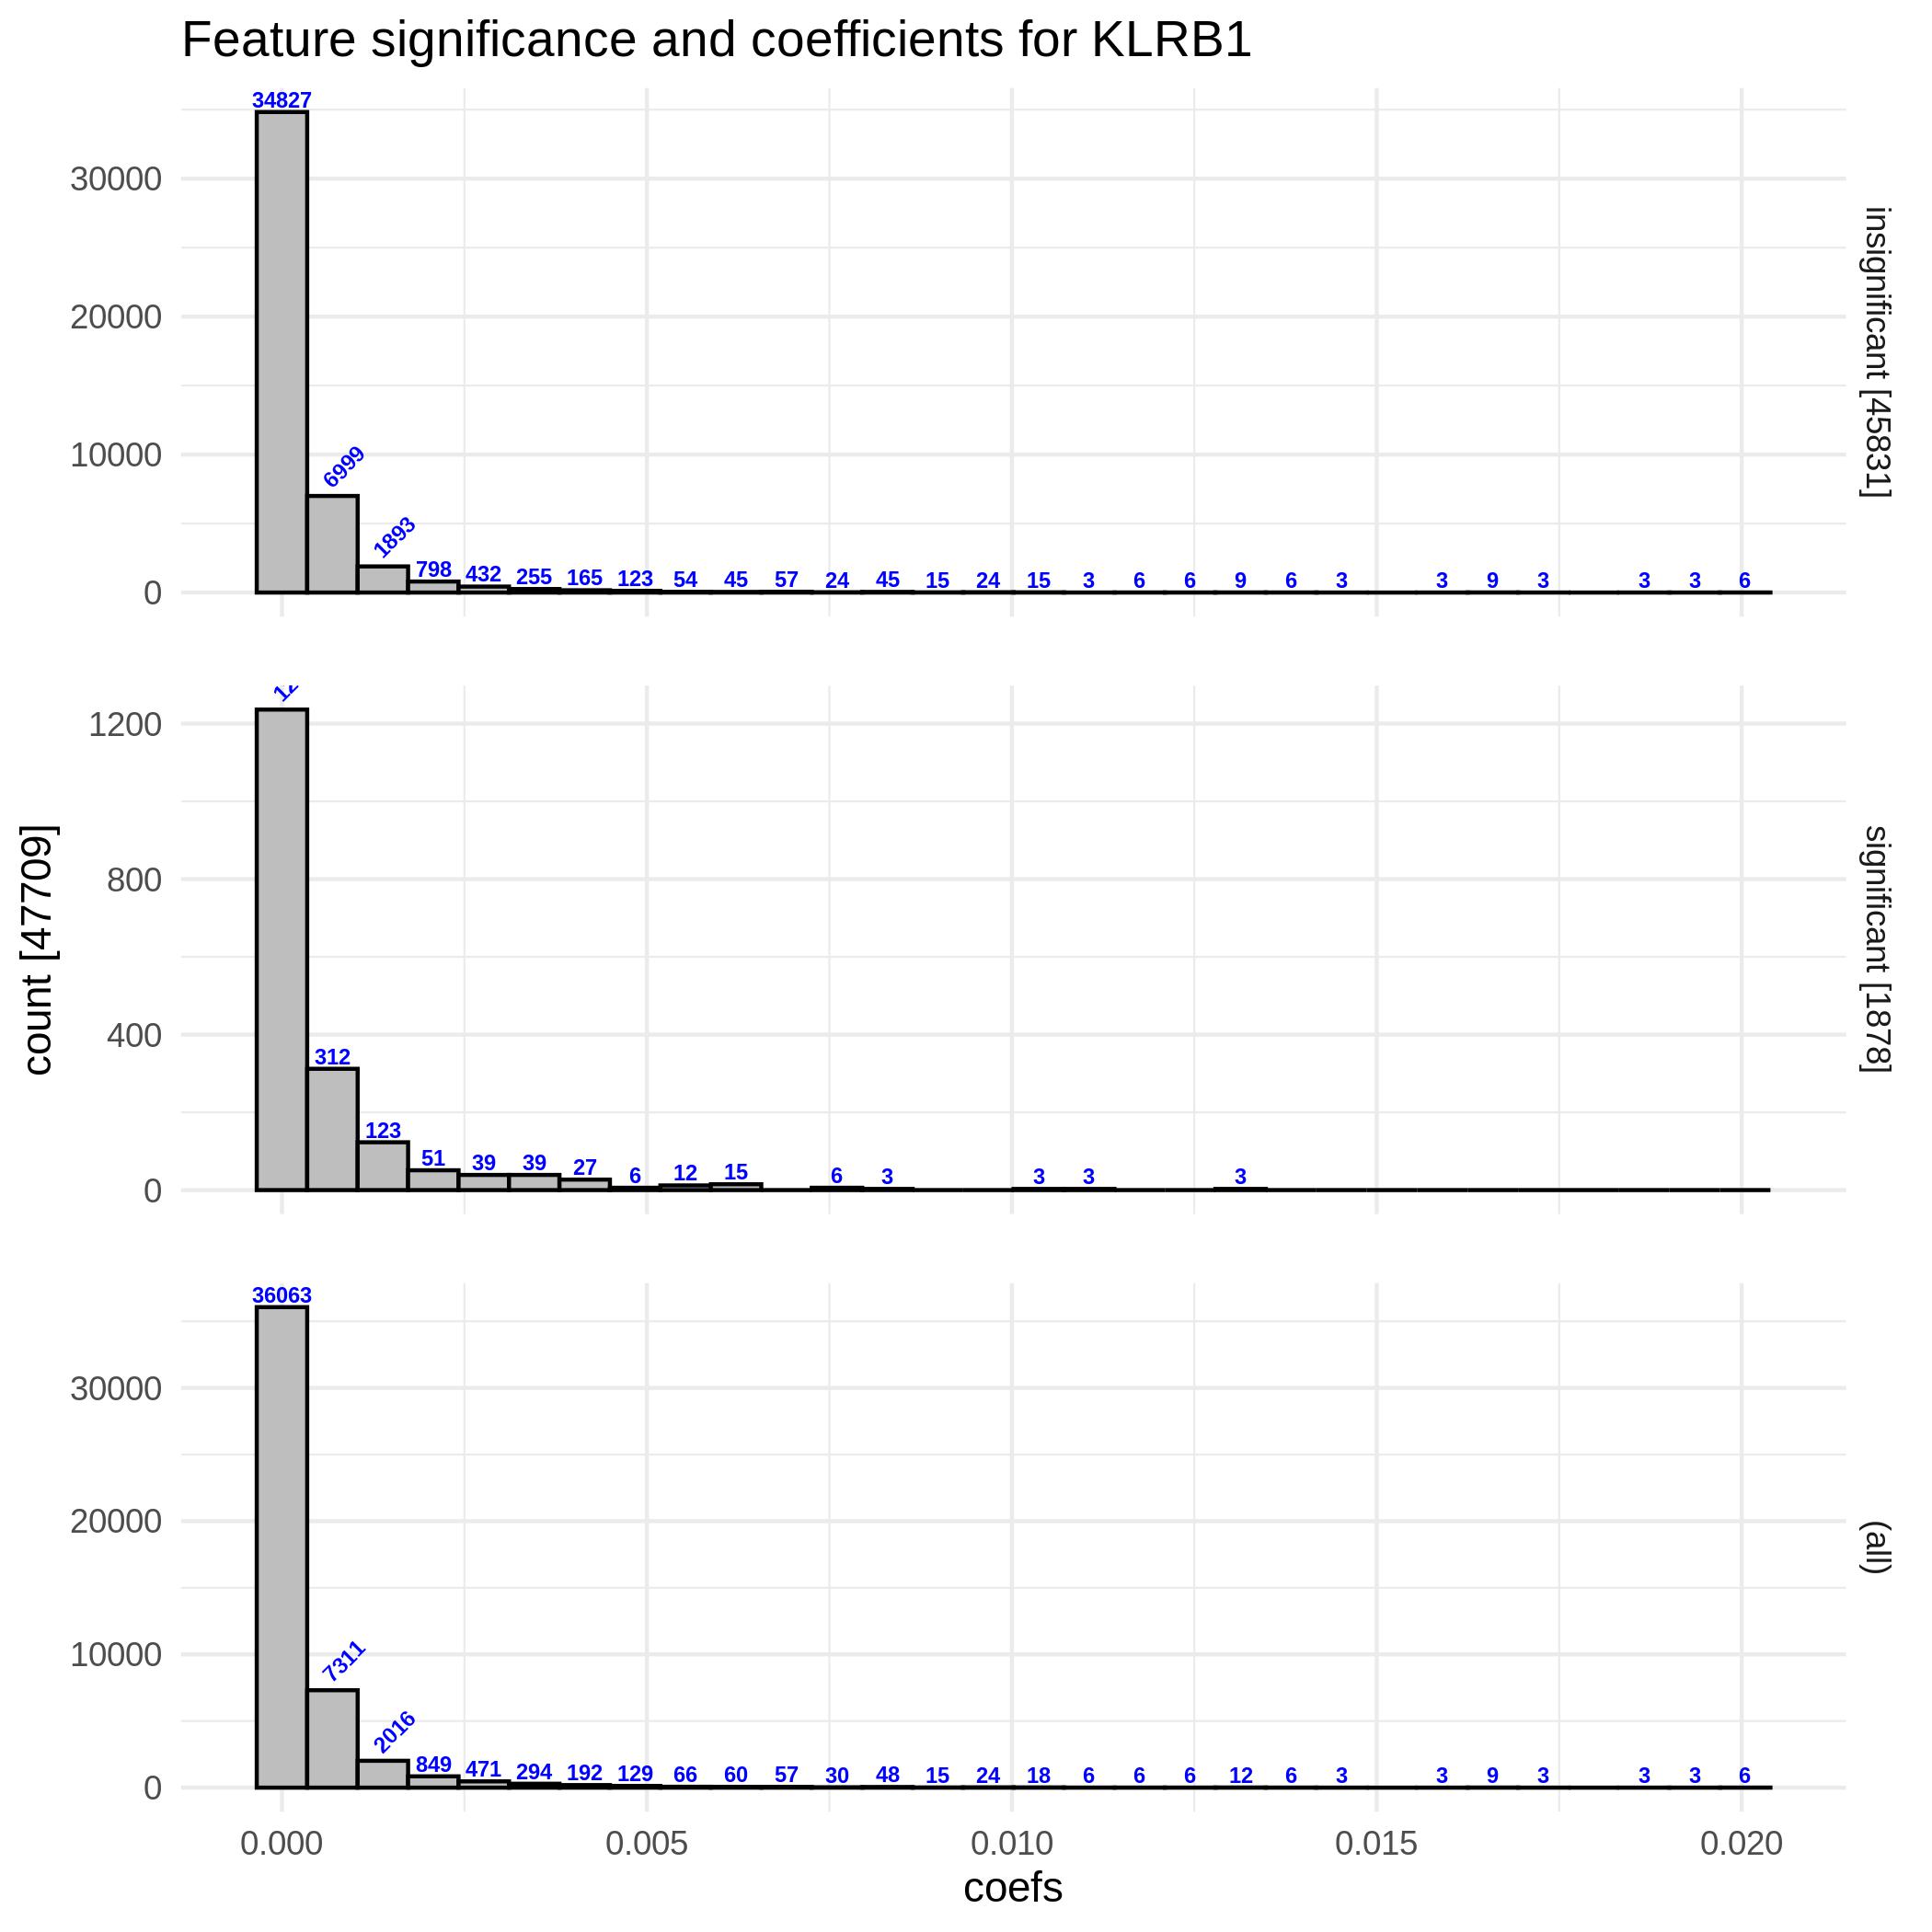 Feature significance and coefficients for KLRB1
count [47709]
30000
20000
10000
0
34827
6999
1893
798 432 255 165 123 54 45 57 24 45 15 24 15 3 6 6 9 6 3 3 9 3 3 3 6
insignificant [45831]
1200
800
400
0
312
123
51 39 39 27 6 12 15 6 3 3 3 3
significant [1878]
30000
20000
10000
0
36063
7311
2016
849 471 294 192 129 66 60 57 30 48 15 24 18 6 6 6 12 6 3 3 9 3 3 3 6
(all)
0.000 0.005 0.010 0.015 0.020
coefs